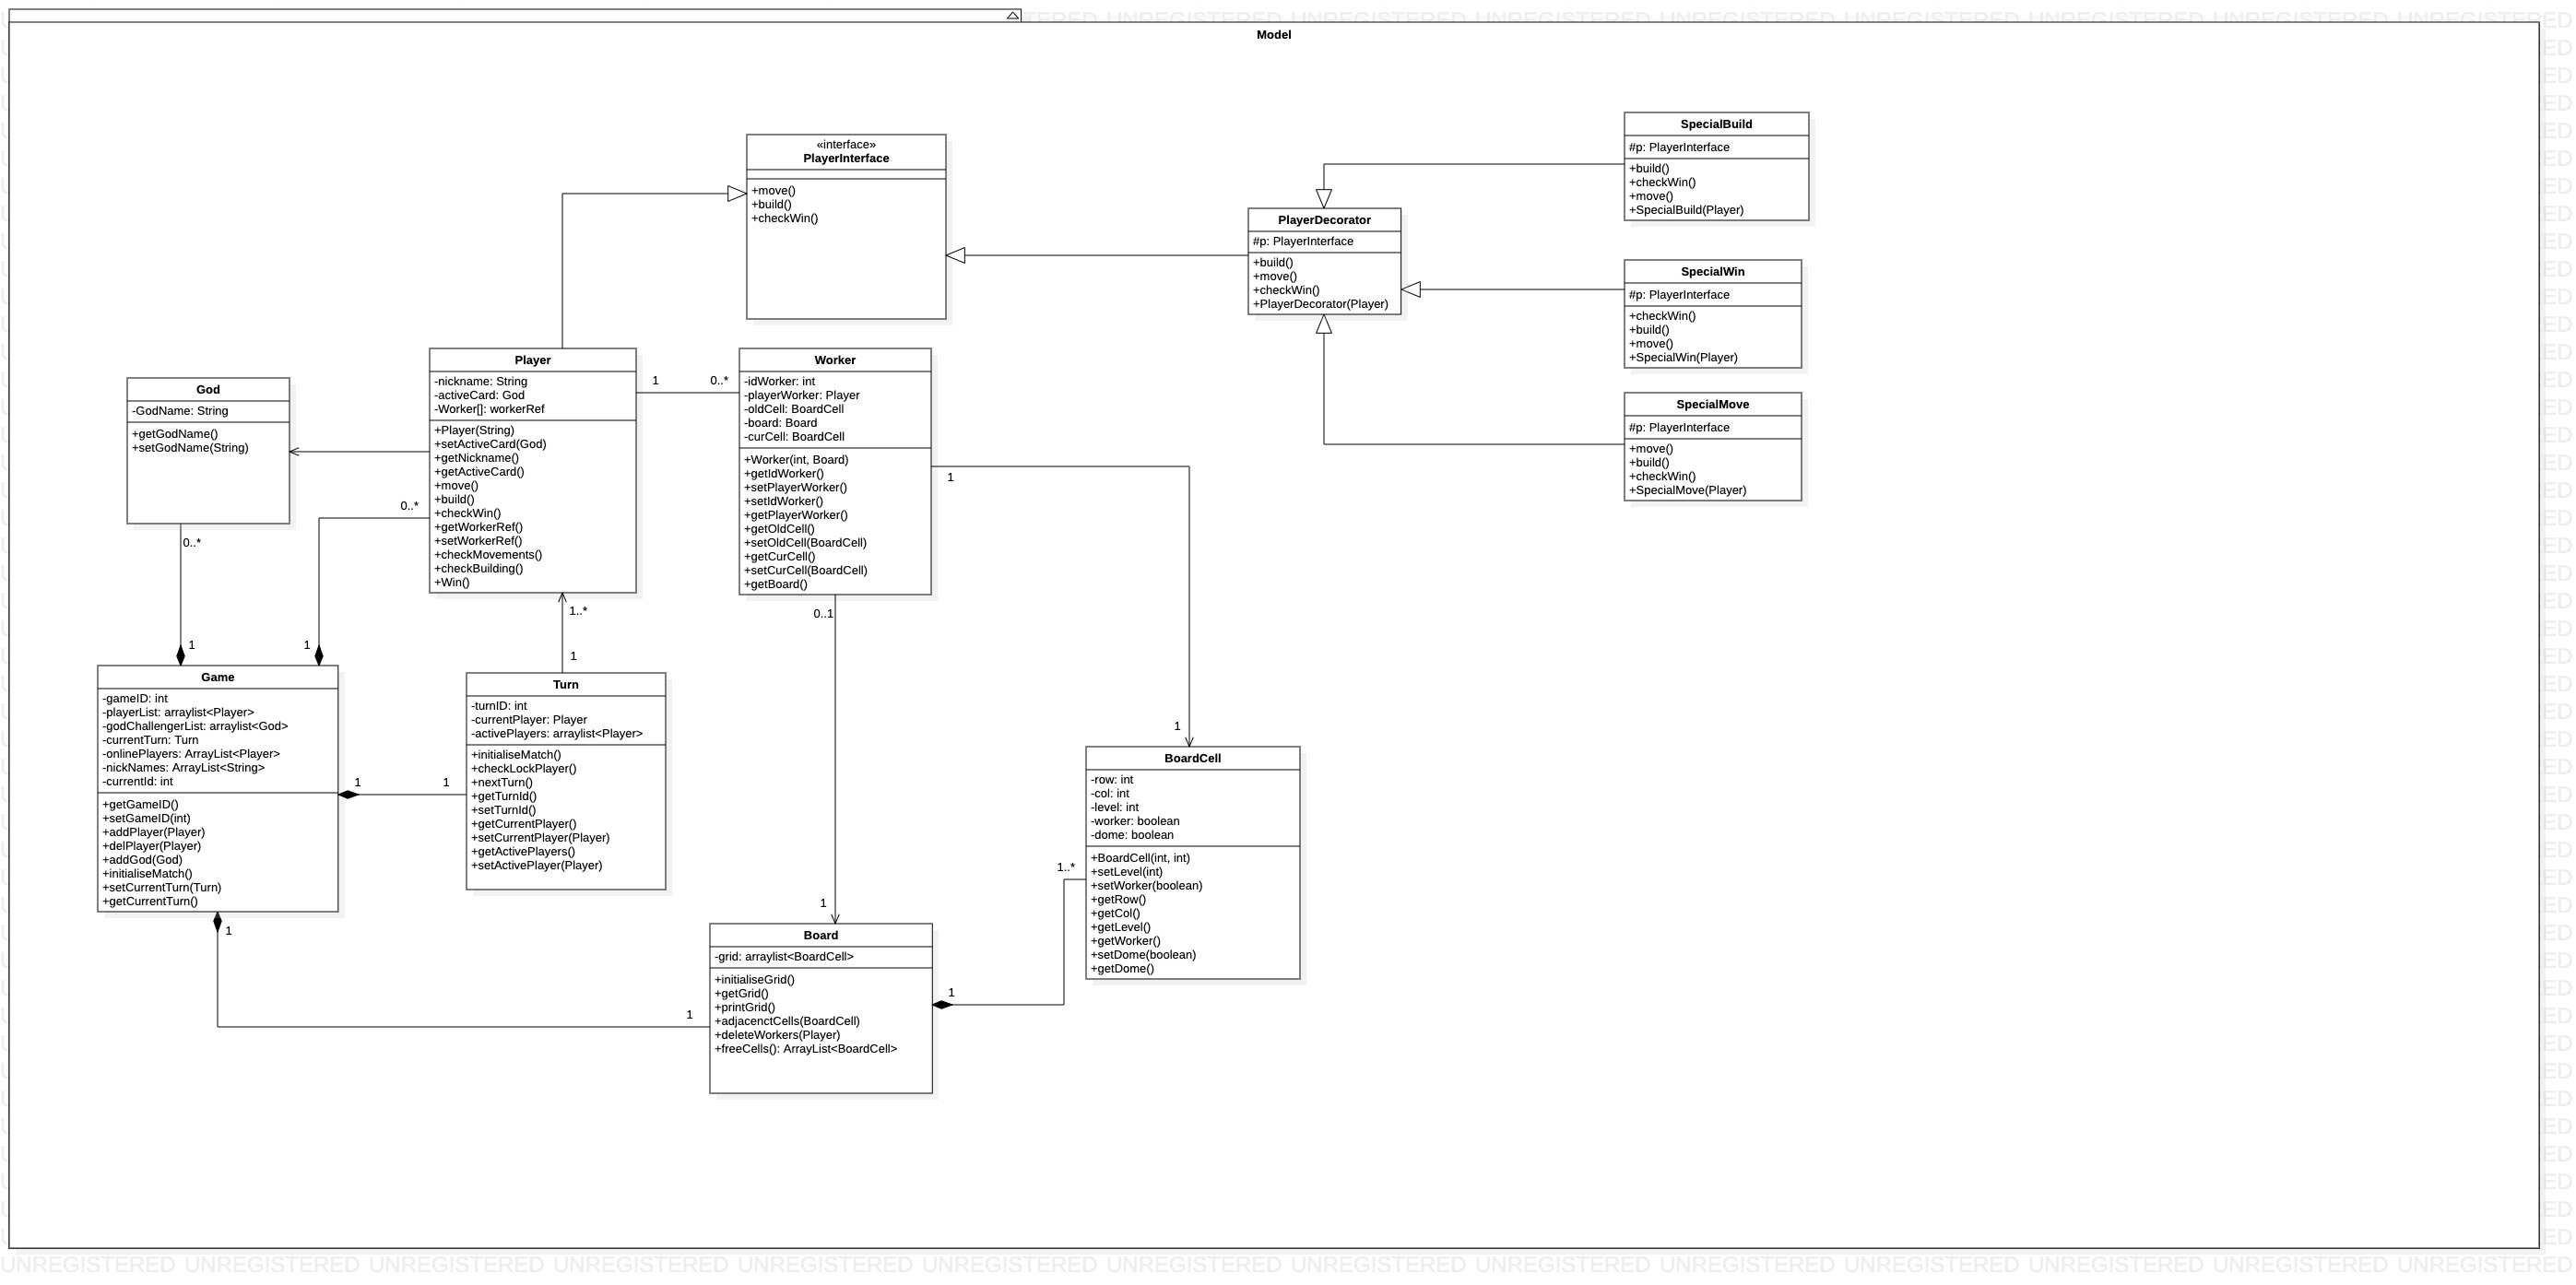 Model
«interface»
PlayerInterface
+move()
+build()
+checkWin()
SpecialBuild
#p: PlayerInterface
+build()
+checkWin()
+move()
+SpecialBuild(Player)
PlayerDecorator
#p: PlayerInterface
+build()
+move()
+checkWin()
+PlayerDecorator(Player)
SpecialWin
#p: PlayerInterface
+checkWin()
+build()
+move()
+SpecialWin(Player)
SpecialMove
#p: PlayerInterface
+move()
+build()
+checkWin()
+SpecialMove(Player)
God
-GodName: String
+getGodName()
+setGodName(String)
Player
-nickname: String
-activeCard: God
-Worker[]: workerRef
+Player(String)
+setActiveCard(God)
+getNickname()
+getActiveCard()
+move()
+build()
+checkWin()
+getWorkerRef()
+setWorkerRef()
+checkMovements()
+checkBuilding()
+Win()
1
0..*
Worker
-idWorker: int
-playerWorker: Player
-oldCell: BoardCell
-board: Board
-curCell: BoardCell
+Worker(int, Board)
+getIdWorker()
+setPlayerWorker()
+setIdWorker()
+getPlayerWorker()
+getOldCell()
+setOldCell(BoardCell)
+getCurCell()
+setCurCell(BoardCell)
+getBoard()
1
0..*
0..*
1
1
1..*
1
0..1
1
1
Game
-gameID: int
-playerList: arraylist<Player>
-godChallengerList: arraylist<God>
-currentTurn: Turn
-onlinePlayers: ArrayList<Player>
-nickNames: ArrayList<String>
-currentId: int
+getGameID()
+setGameID(int)
+addPlayer(Player)
+delPlayer(Player)
+addGod(God)
+initialiseMatch()
+setCurrentTurn(Turn)
+getCurrentTurn()
1
1
Turn
-turnID: int
-currentPlayer: Player
-activePlayers: arraylist<Player>
+initialiseMatch()
+checkLockPlayer()
+nextTurn()
+getTurnId()
+setTurnId()
+getCurrentPlayer()
+setCurrentPlayer(Player)
+getActivePlayers()
+setActivePlayer(Player)
BoardCell
-row: int
-col: int
-level: int
-worker: boolean
-dome: boolean
+BoardCell(int, int)
+setLevel(int)
+setWorker(boolean)
+getRow()
+getCol()
+getLevel()
+getWorker()
+setDome(boolean)
+getDome()
1..*
1
1
1
Board
-grid: arraylist<BoardCell>
+initialiseGrid()
+getGrid()
+printGrid()
+adjacenctCells(BoardCell)
+deleteWorkers(Player)
+freeCells(): ArrayList<BoardCell>
UNREGISTERED UNREGISTERED UNREGISTERED UNREGISTERED UNREGISTERED UNREGISTERED UNREGISTERED UNREGISTERED UNREGISTERED UNREGISTERED UNREGISTERED UNREGISTERED UNREGISTERED UNREGISTERED